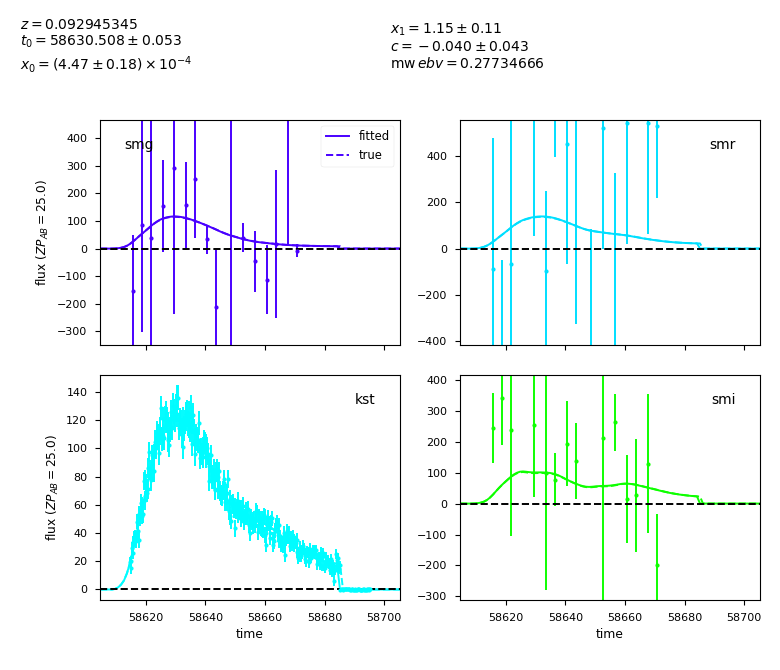 z = 0.092945345
t₀ = 58630.508 ± 0.053
x₀ = (4.47 ± 0.18) × 10⁻⁴
x₁ = 1.15 ± 0.11
c = −0.040 ± 0.043
mw ebv = 0.27734666
smg
fitted
true
400
300
200
100
0
−100
−200
−300
flux (ZP_AB = 25.0)
smr
400
200
0
−200
−400
kst
140
120
100
80
60
40
20
0
flux (ZP_AB = 25.0)
58620 58640 58660 58680 58700
time
smi
400
300
200
100
0
−100
−200
−300
58620 58640 58660 58680 58700
time